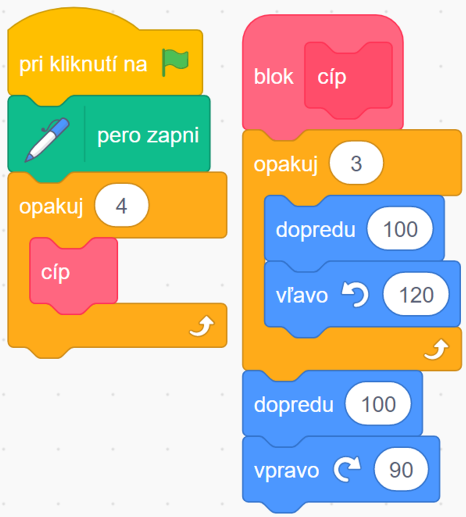 pri kliknutí na
pero zapni
opakuj 4
cíp
blok cíp
opakuj 3
dopredu 100
vľavo 120
dopredu 100
vpravo 90